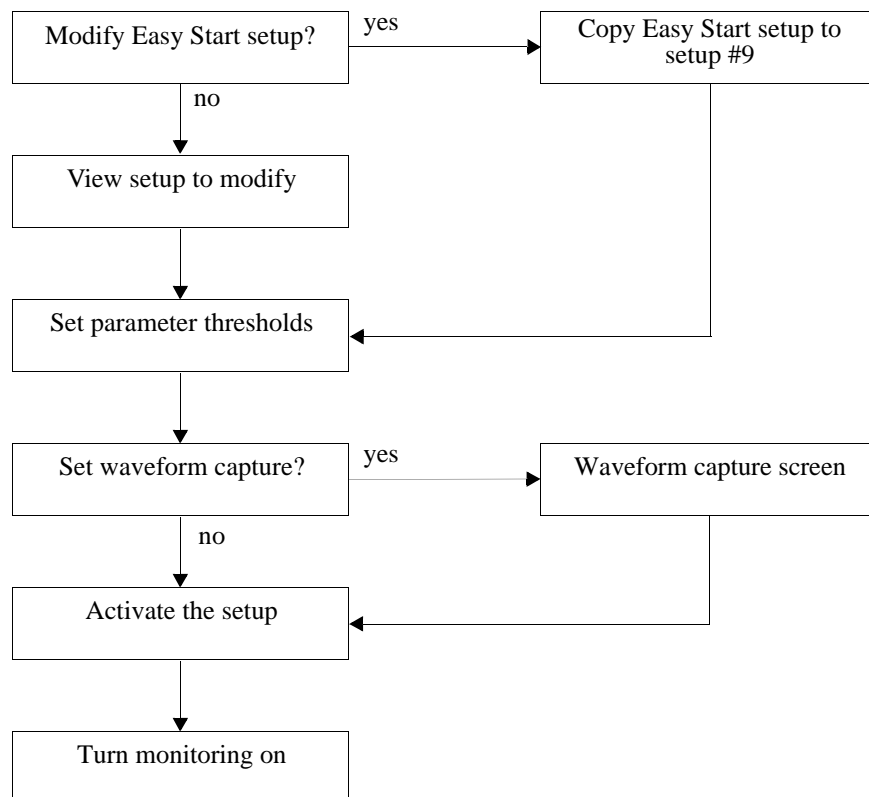 Modify Easy Start setup?
yes
Copy Easy Start setup to
setup #9
no
View setup to modify
Set parameter thresholds
Set waveform capture?
yes
Waveform capture screen
no
Activate the setup
Turn monitoring on